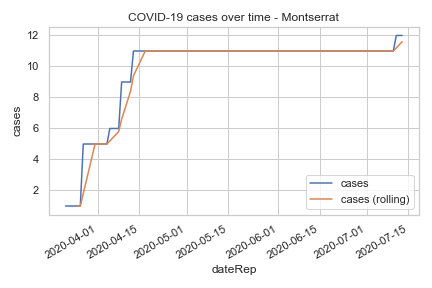 COVID-19 cases over time - Montserrat
12
10
8
6
4
2
cases
cases
cases (rolling)
2020-04-01
2020-04-15
2020-05-01
2020-05-15
2020-06-01
2020-06-15
2020-07-01
2020-07-15
dateRep